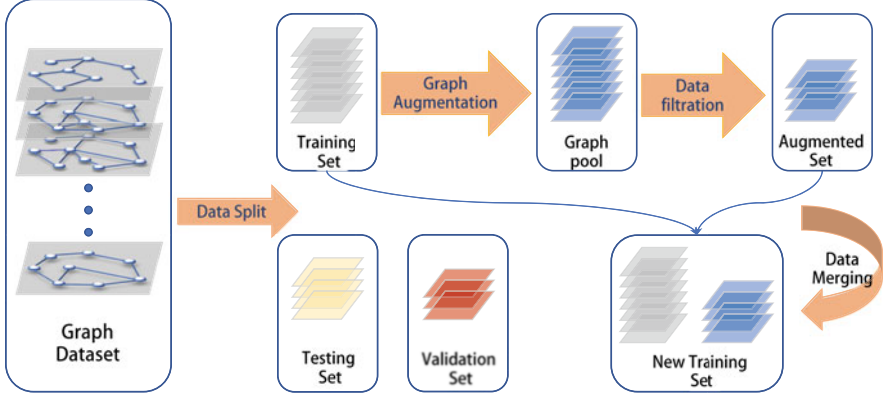 Graph
Dataset
Data Split
Training
Set
Graph
Augmentation
Graph
pool
Data
filtration
Augmented
Set
Testing
Set
Validation
Set
New Training
Set
Data
Merging